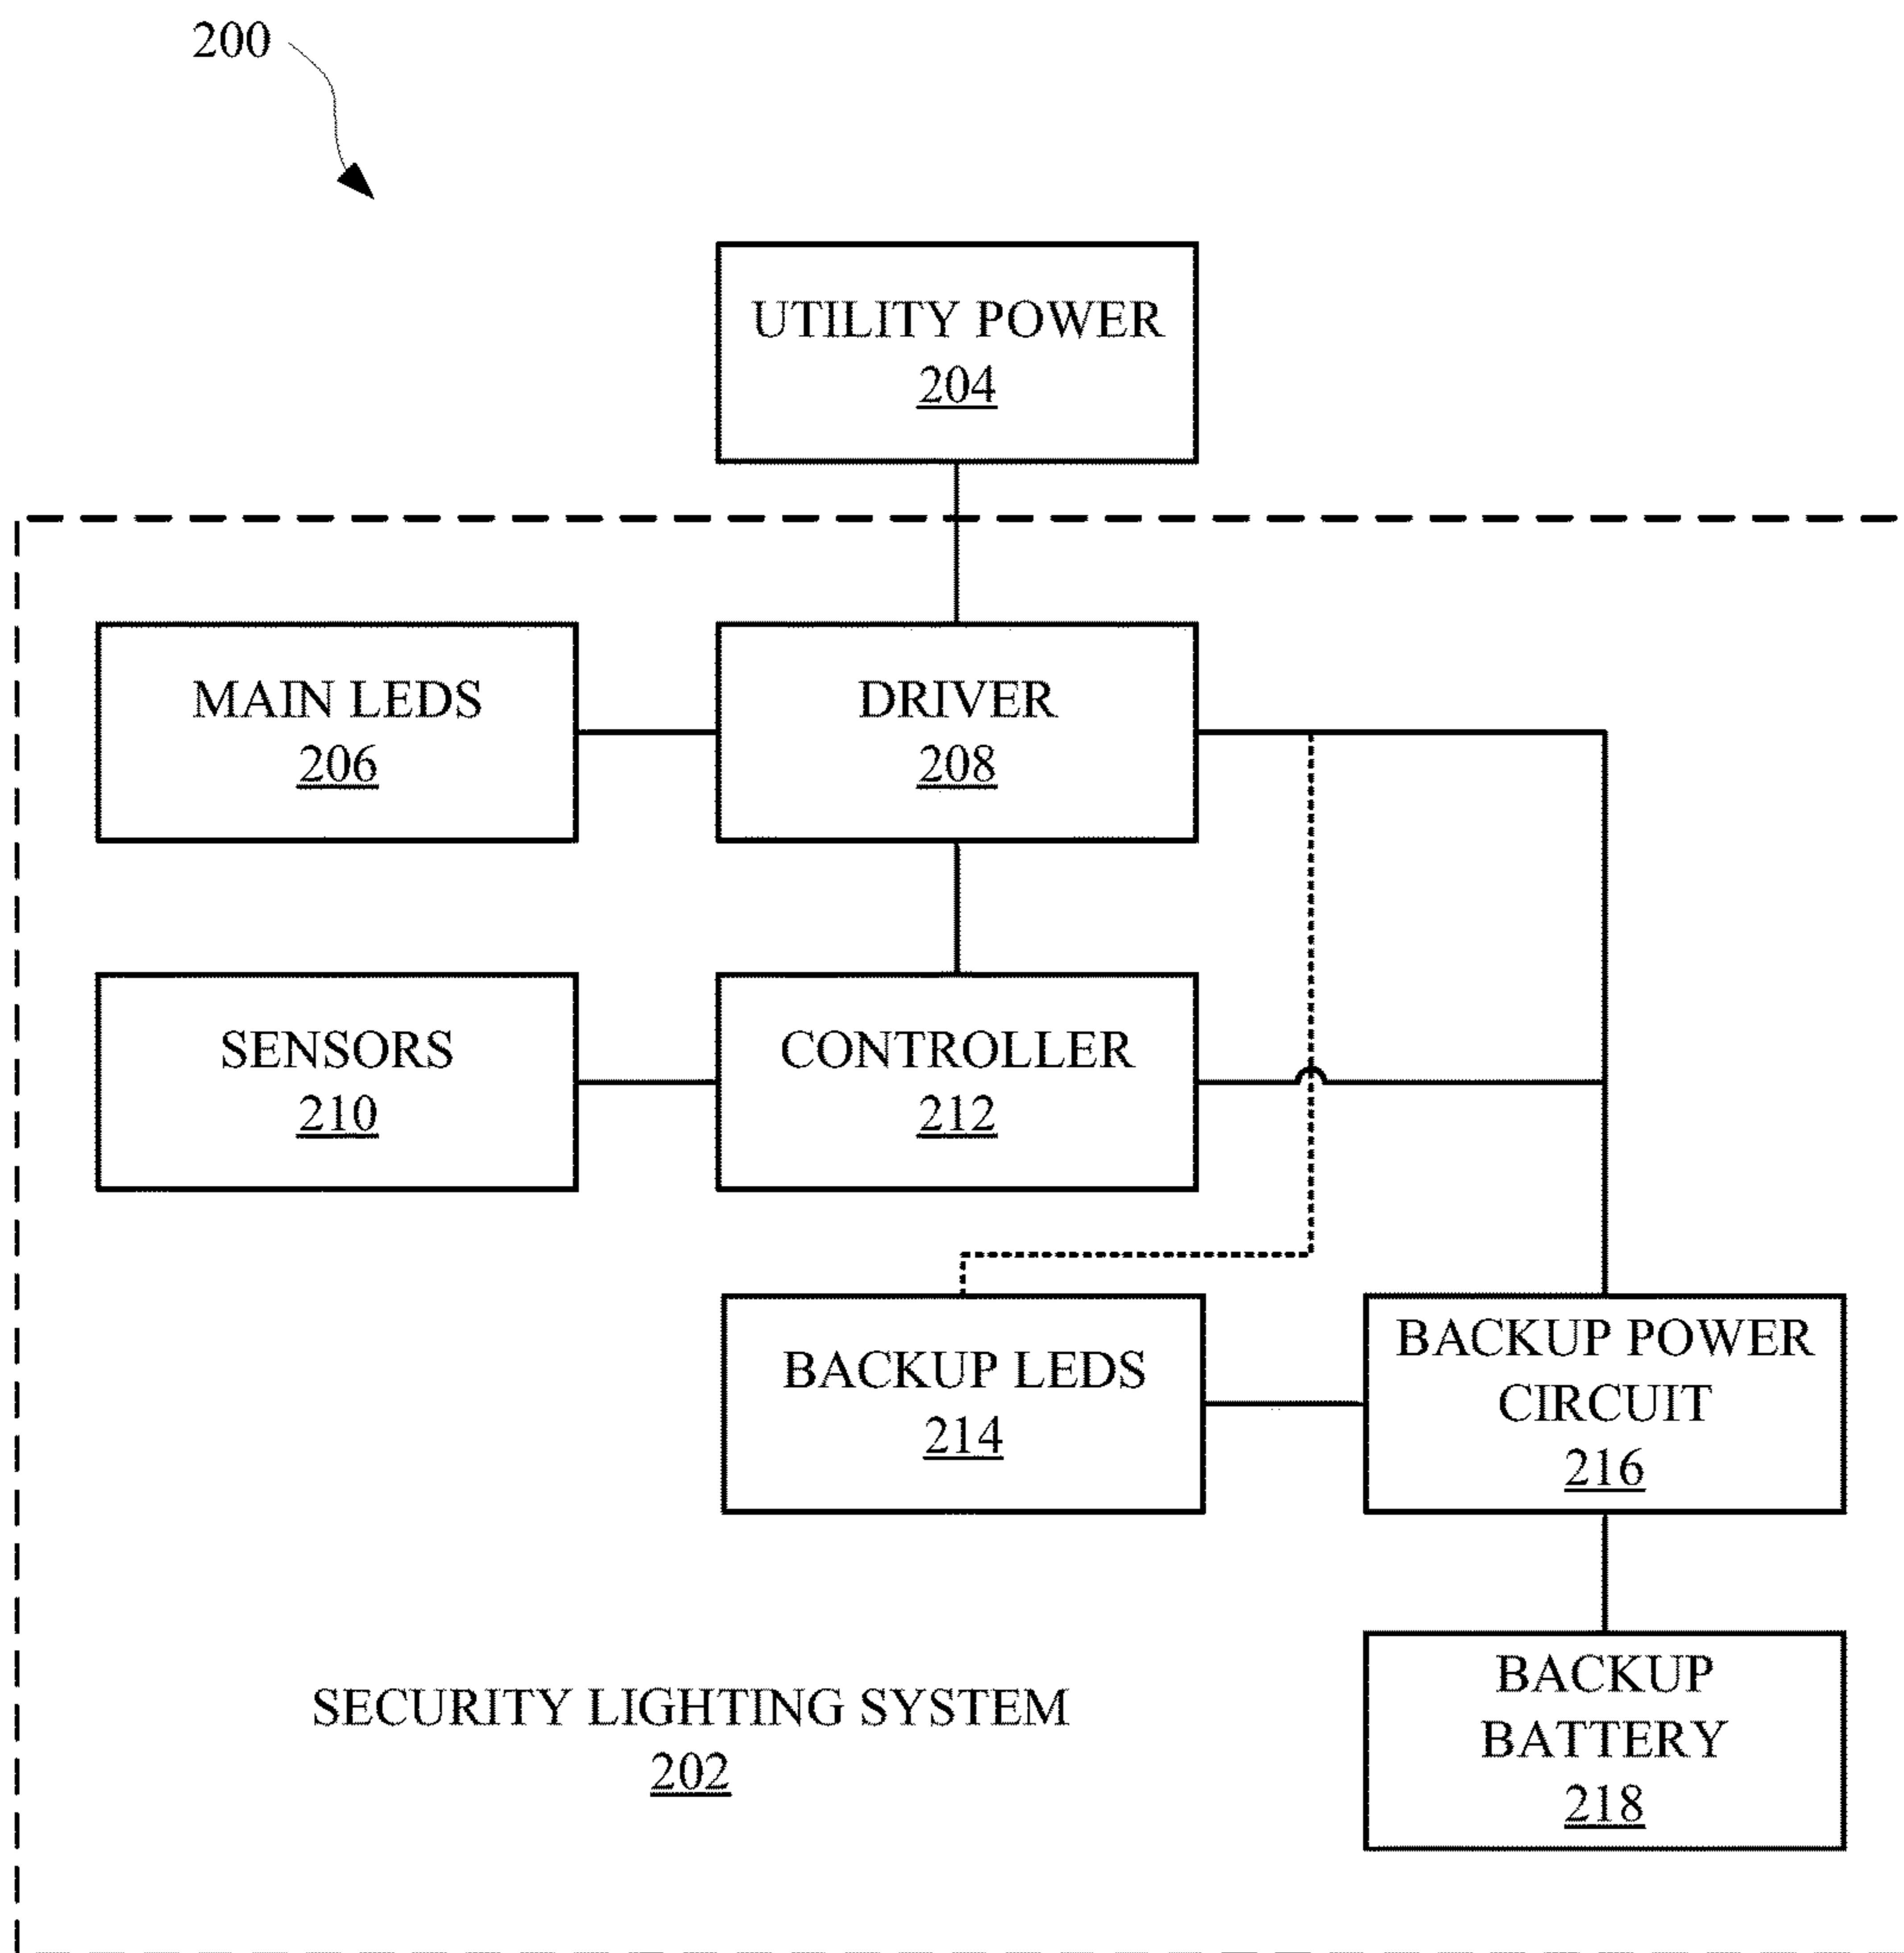 200
UTILITY POWER
204
MAIN LEDS
206
DRIVER
208
SENSORS
210
CONTROLLER
212
BACKUP LEDS
214
BACKUP POWER
CIRCUIT
216
SECURITY LIGHTING SYSTEM
202
BACKUP
BATTERY
218